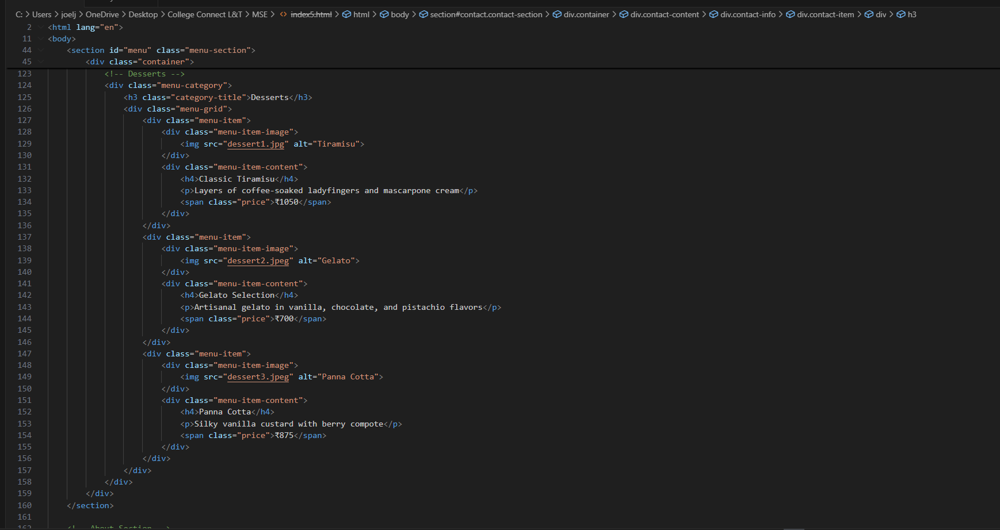 C: > Users > joelj > OneDrive > Desktop > College Connect L&T > MSE > <> index5.html > html > body > section#contact.contact-section > div.container > div.contact-content > div.contact-info > div.contact-item > div > h3
2 <html lang="en">
11 <body>
44 <section id="menu" class="menu-section">
45 <div class="container">
123 <!-- Desserts -->
124 <div class="menu-category">
125 <h3 class="category-title">Desserts</h3>
126 <div class="menu-grid">
127 <div class="menu-item">
128 <div class="menu-item-image">
129 <img src="dessert1.jpg" alt="Tiramisu">
130 </div>
131 <div class="menu-item-content">
132 <h4>Classic Tiramisu</h4>
133 <p>Layers of coffee-soaked ladyfingers and mascarpone cream</p>
134 <span class="price">₹1050</span>
135 </div>
136 </div>
137 <div class="menu-item">
138 <div class="menu-item-image">
139 <img src="dessert2.jpeg" alt="Gelato">
140 </div>
141 <div class="menu-item-content">
142 <h4>Gelato Selection</h4>
143 <p>Artisanal gelato in vanilla, chocolate, and pistachio flavors</p>
144 <span class="price">₹700</span>
145 </div>
146 </div>
147 <div class="menu-item">
148 <div class="menu-item-image">
149 <img src="dessert3.jpeg" alt="Panna Cotta">
150 </div>
151 <div class="menu-item-content">
152 <h4>Panna Cotta</h4>
153 <p>Silky vanilla custard with berry compote</p>
154 <span class="price">₹875</span>
155 </div>
156 </div>
157 </div>
158 </div>
159 </div>
160 </section>
161
162 <!-- About Section -->